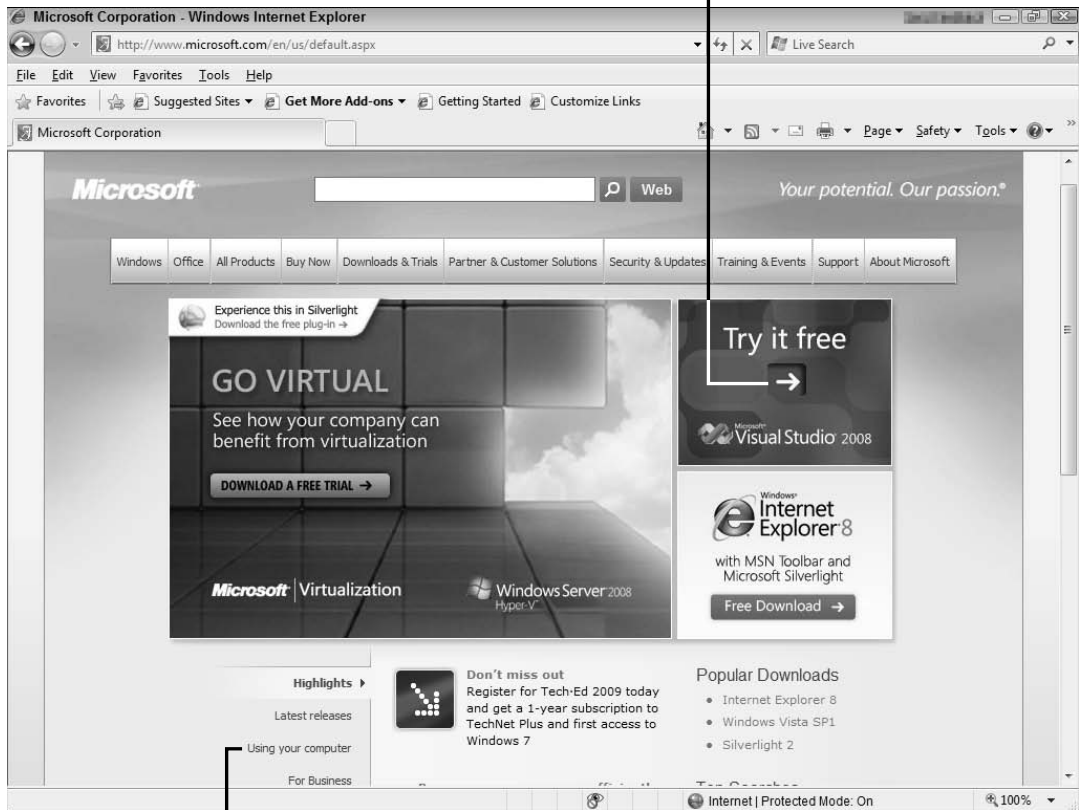 Microsoft Corporation - Windows Internet Explorer
http://www.microsoft.com/en/us/default.aspx
Live Search
File Edit View Favorites Tools Help
Favorites Suggested Sites Get More Add-ons Getting Started Customize Links
Microsoft Corporation
Page Safety Tools
Microsoft
Web
Your potential. Our passion.®
Windows Office All Products Buy Now Downloads & Trials Partner & Customer Solutions Security & Updates Training & Events Support About Microsoft
Experience this in Silverlight
Download the free plug-in →
GO VIRTUAL
See how your company can
benefit from virtualization
DOWNLOAD A FREE TRIAL →
Microsoft | Virtualization
Windows Server 2008
Hyper-V™
Try it free
→
Microsoft®
Visual Studio® 2008
Windows®
Internet
Explorer® 8
with MSN Toolbar and
Microsoft Silverlight
Free Download →
Highlights
Latest releases
Using your computer
For Business
Don't miss out
Register for Tech·Ed 2009 today
and get a 1-year subscription to
TechNet Plus and first access to
Windows 7
Popular Downloads
• Internet Explorer 8
• Windows Vista SP1
• Silverlight 2
Internet | Protected Mode: On
100%